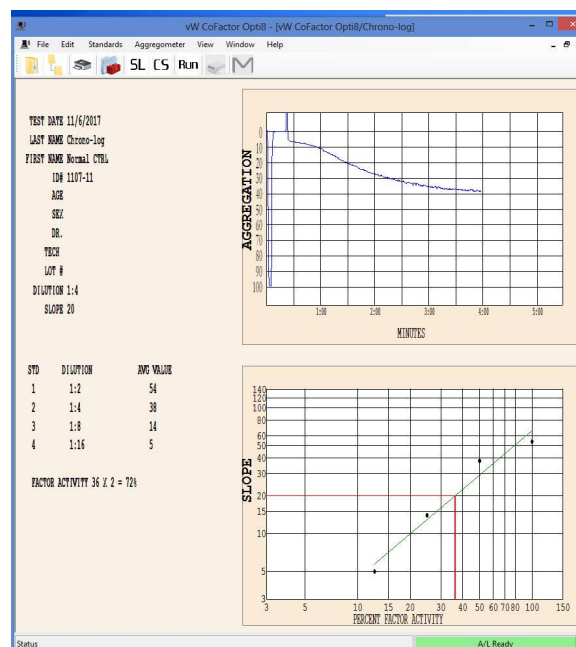 vW CoFactor Opti8 - [vW CoFactor Opti8/Chrono-log]
File Edit Standards Aggregometer View Window Help
SL CS Run
TEST DATE 11/6/2017
LAST NAME Chrono-log
FIRST NAME Normal CTRL
ID# 1107-11
AGE
SEX
DR.
TECH
LOT #
DILUTION 1:4
SLOPE 20
AGGREGATION
0
10
20
30
40
50
60
70
80
90
100
1:00 2:00 3:00 4:00 5:00
MINUTES
STD DILUTION AVG VALUE
1 1:2 54
2 1:4 38
3 1:8 14
4 1:16 5
FACTOR ACTIVITY 36 X 2 = 72%
SLOPE
140
120
100
80
60
50
40
30
20
15
10
5
3
3 5 10 15 20 30 40 50 60 70 80 100 150
PERCENT FACTOR ACTIVITY
Status A/L Ready